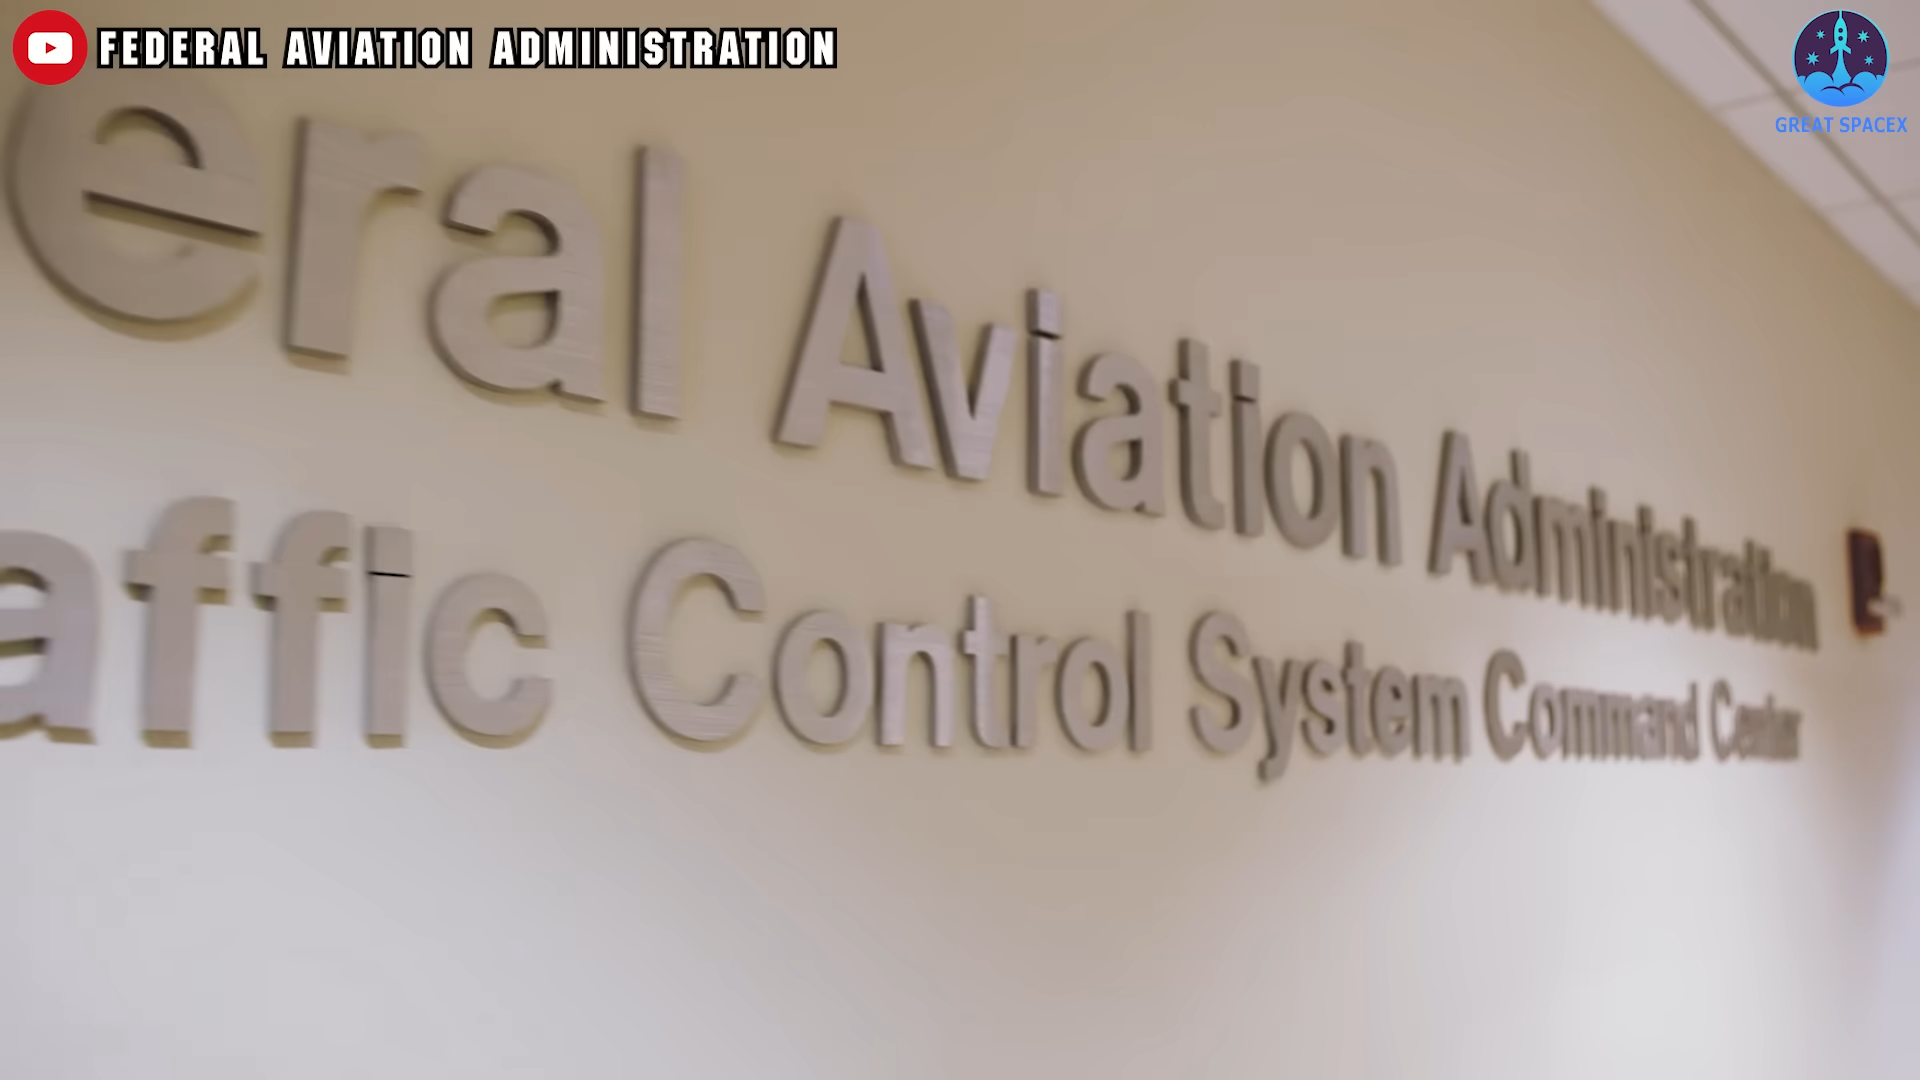 FEDERAL AVIATION ADMINISTRATION
GREAT SPACEX
eral Aviation Administration
affic Control System Command Center